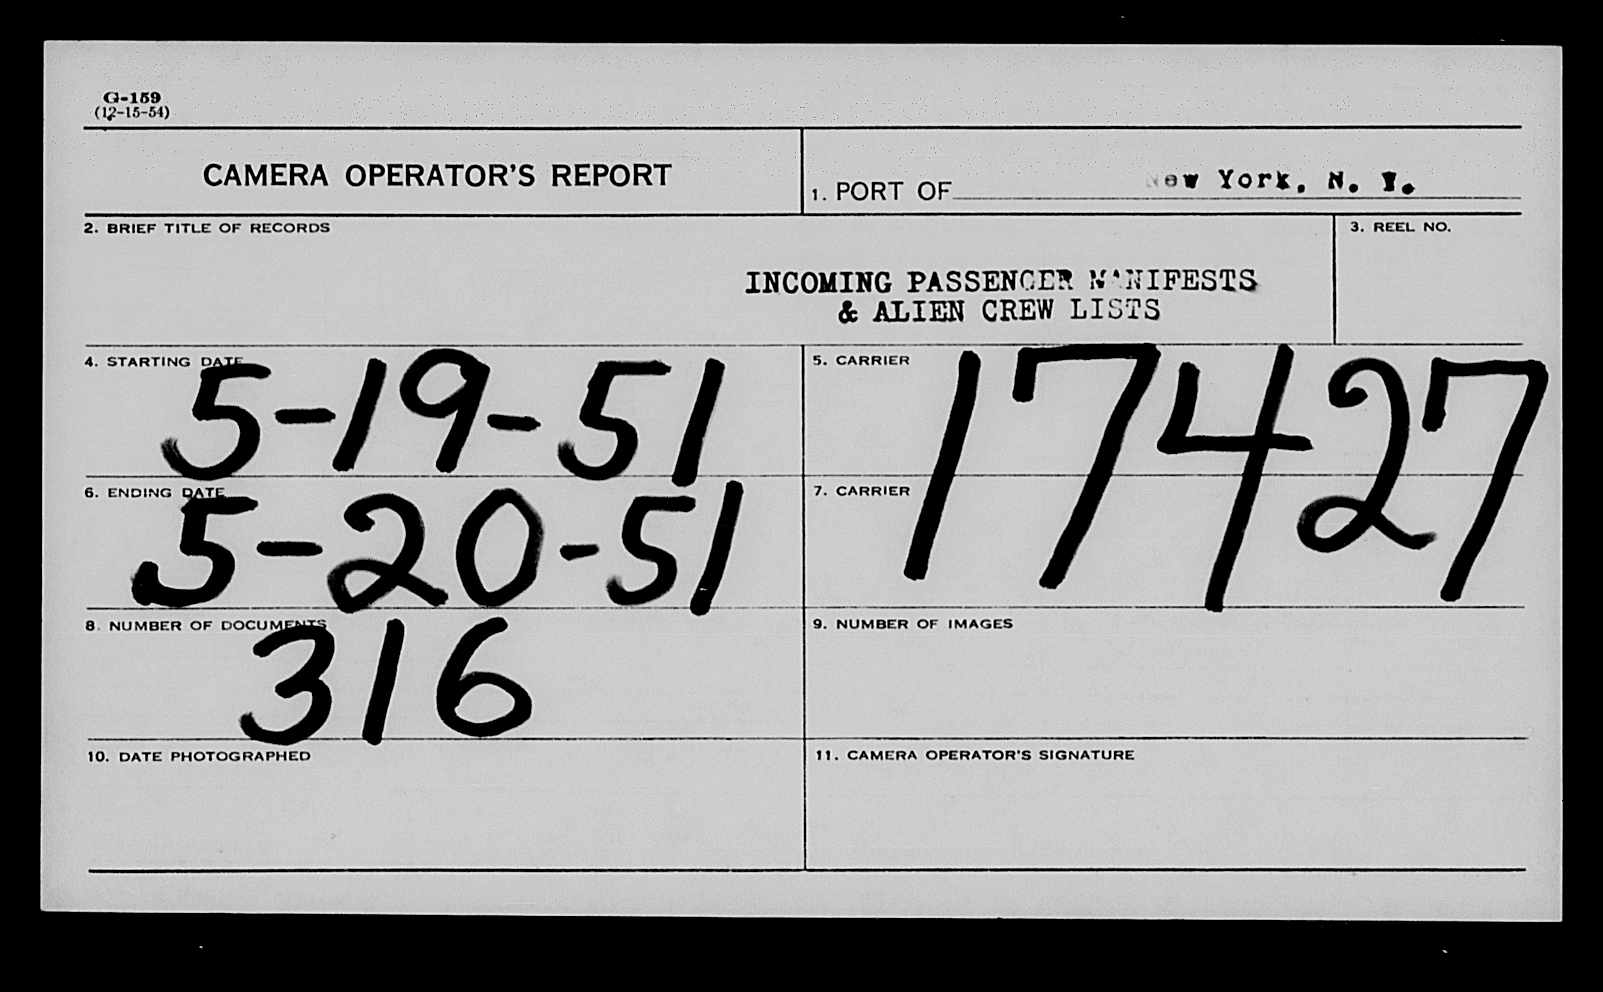 G-159
(12-15-54)
CAMERA OPERATOR'S REPORT
1. PORT OF New York, N. Y.
2. BRIEF TITLE OF RECORDS
3. REEL NO.
INCOMING PASSENGER MANIFESTS
& ALIEN CREW LISTS
4. STARTING DATE
5-19-51
5. CARRIER
17427
6. ENDING DATE
5-20-51
7. CARRIER
8. NUMBER OF DOCUMENTS
316
9. NUMBER OF IMAGES
10. DATE PHOTOGRAPHED
11. CAMERA OPERATOR'S SIGNATURE